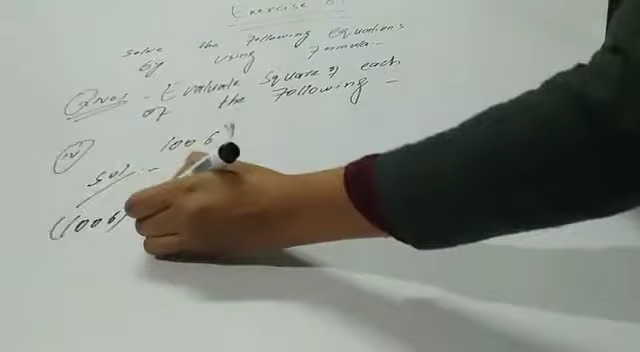 Exercise
Solve the following equations
by using Formula-
Qno1 - Evaluate Square of each
of the Following -
(iv) 1006
Sol:-
(1006)